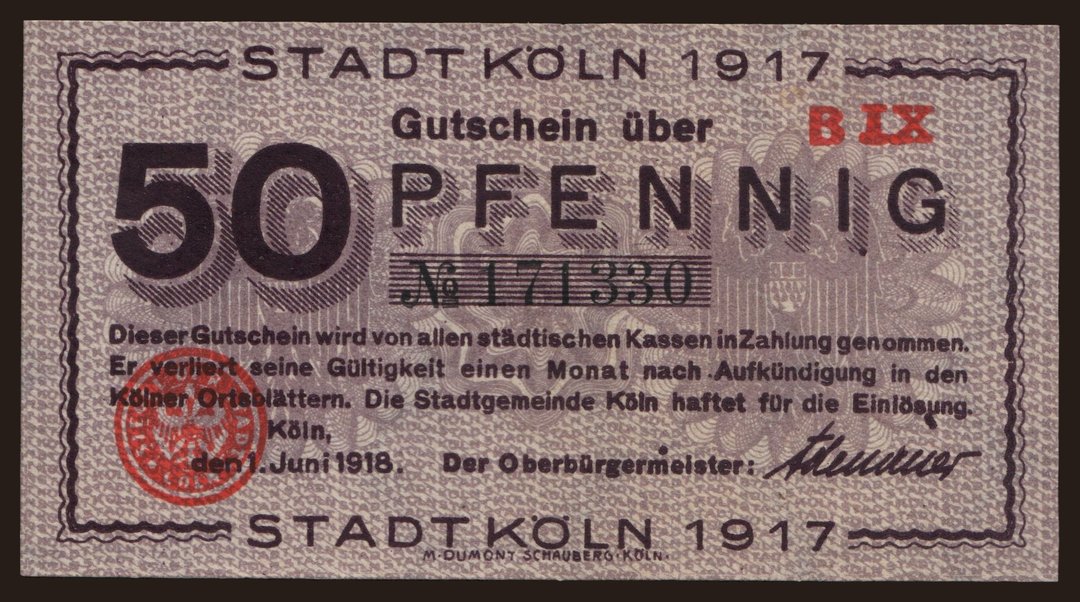 STADT KÖLN 1917
Gutschein über
B IX
50 PFENNIG
№ 171330
Dieser Gutschein wird von allen städtischen Kassen in Zahlung genommen.
Er verliert seine Gültigkeit einen Monat nach Aufkündigung in den
Kölner Ortsblättern. Die Stadtgemeinde Köln haftet für die Einlösung.
Köln,
den 1. Juni 1918. Der Oberbürgermeister:
STADT KÖLN 1917
M·DUMONT SCHAUBERG·KÖLN·